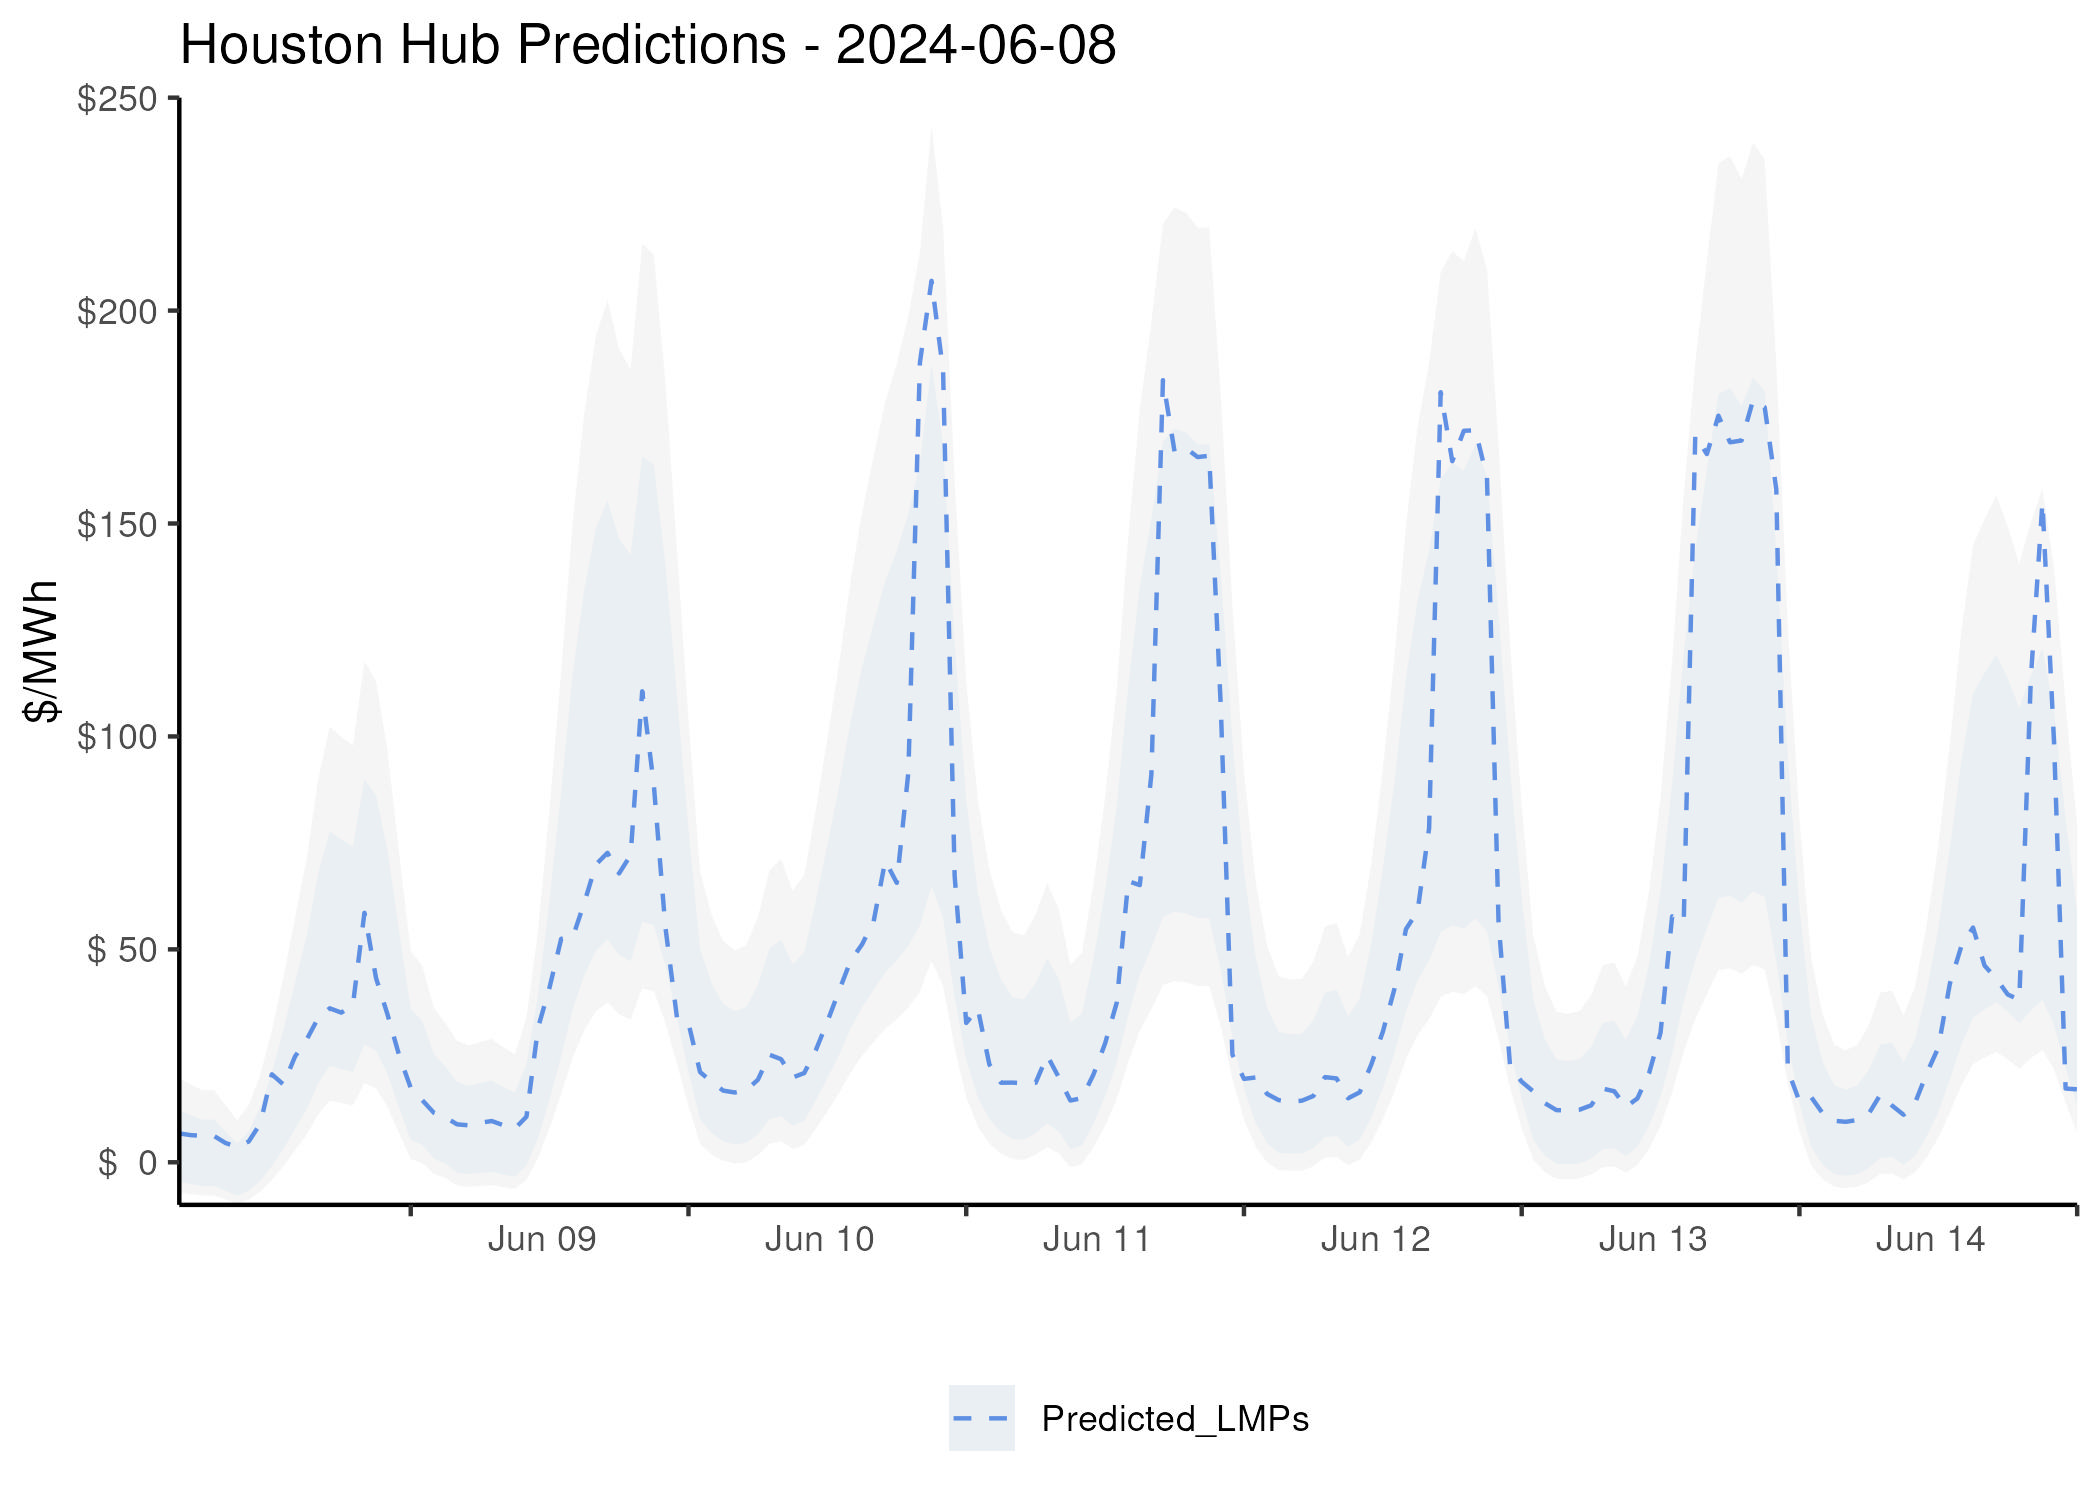 Houston Hub Predictions - 2024-06-08
$250
$200
$150
$100
$ 50
$  0
$/MWh
Jun 09
Jun 10
Jun 11
Jun 12
Jun 13
Jun 14
Predicted_LMPs